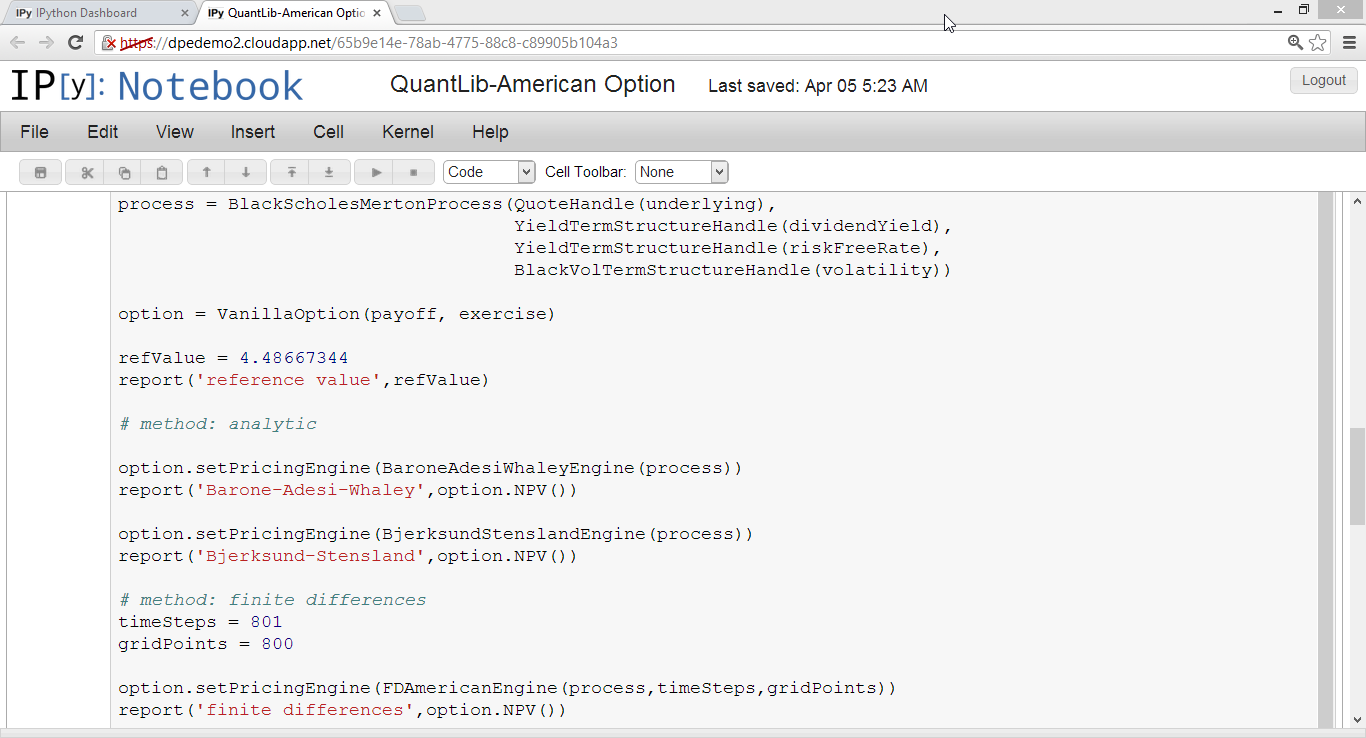 IPy IPython Dashboard
IPy QuantLib-American Optio
https://dpedemo2.cloudapp.net/65b9e14e-78ab-4775-88c8-c89905b104a3
IP[y]: Notebook
QuantLib-American Option
Last saved: Apr 05 5:23 AM
Logout
File Edit View Insert Cell Kernel Help
Code Cell Toolbar: None
process = BlackScholesMertonProcess(QuoteHandle(underlying),
YieldTermStructureHandle(dividendYield),
YieldTermStructureHandle(riskFreeRate),
BlackVolTermStructureHandle(volatility))
option = VanillaOption(payoff, exercise)
refValue = 4.48667344
report('reference value',refValue)
# method: analytic
option.setPricingEngine(BaroneAdesiWhaleyEngine(process))
report('Barone-Adesi-Whaley',option.NPV())
option.setPricingEngine(BjerksundStenslandEngine(process))
report('Bjerksund-Stensland',option.NPV())
# method: finite differences
timeSteps = 801
gridPoints = 800
option.setPricingEngine(FDAmericanEngine(process,timeSteps,gridPoints))
report('finite differences',option.NPV())